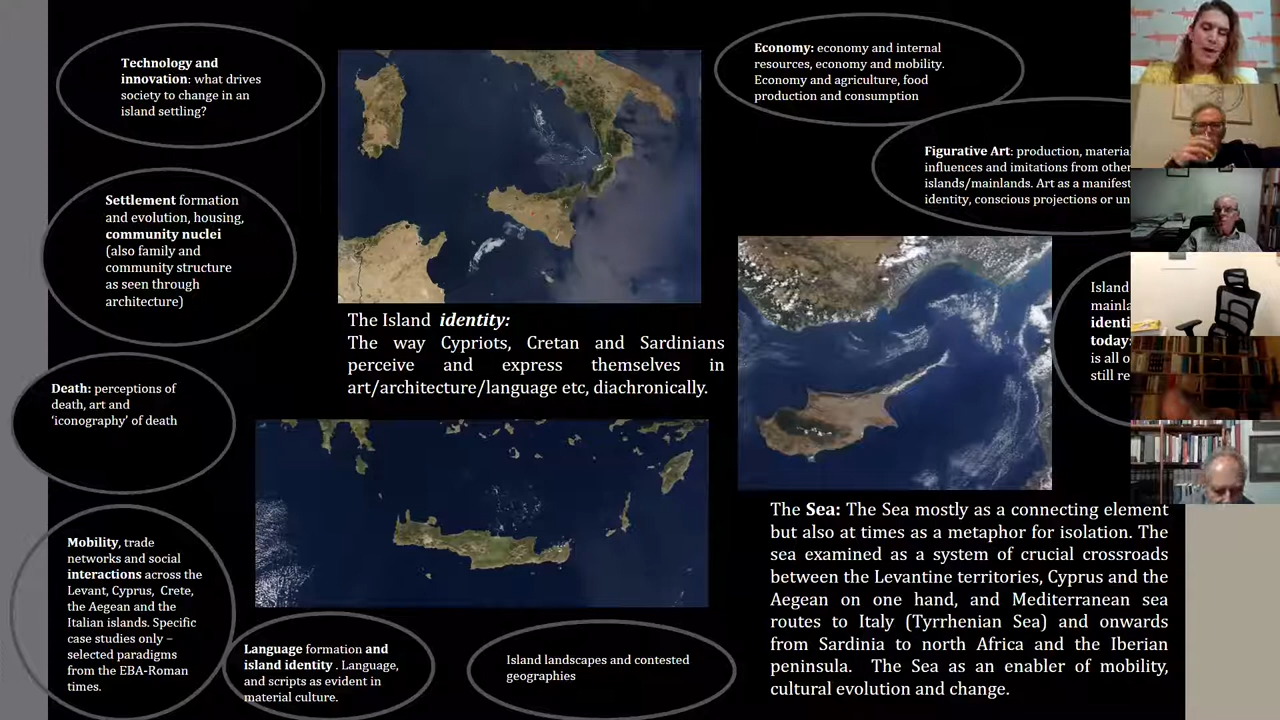 Technology and
innovation: what drives
society to change in an
island settling?
Economy: economy and internal
resources, economy and mobility.
Economy and agriculture, food
production and consumption
Figurative Art: production,
influences and imitations from
islands/mainlands. Art as a
identity, conscious projections or
Settlement formation
and evolution, housing,
community nuclei
(also family and
community structure
as seen through
architecture)
The Island identity:
The way Cypriots, Cretan and Sardinians
perceive and express themselves in
art/architecture/language etc, diachronically.
Island
today:
is all
still
Death: perceptions of
death, art and
‘iconography’ of death
Mobility, trade
networks and social
interactions across the
Levant, Cyprus, Crete,
the Aegean and the
Italian islands. Specific
case studies only –
selected paradigms
from the EBA-Roman
times.
Language formation and
island identity . Language,
and scripts as evident in
material culture.
Island landscapes and contested
geographies
The Sea: The Sea mostly as a connecting element
but also at times as a metaphor for isolation. The
sea examined as a system of crucial crossroads
between the Levantine territories, Cyprus and the
Aegean on one hand, and Mediterranean sea
routes to Italy (Tyrrhenian Sea) and onwards
from Sardinia to north Africa and the Iberian
peninsula. The Sea as an enabler of mobility,
cultural evolution and change.